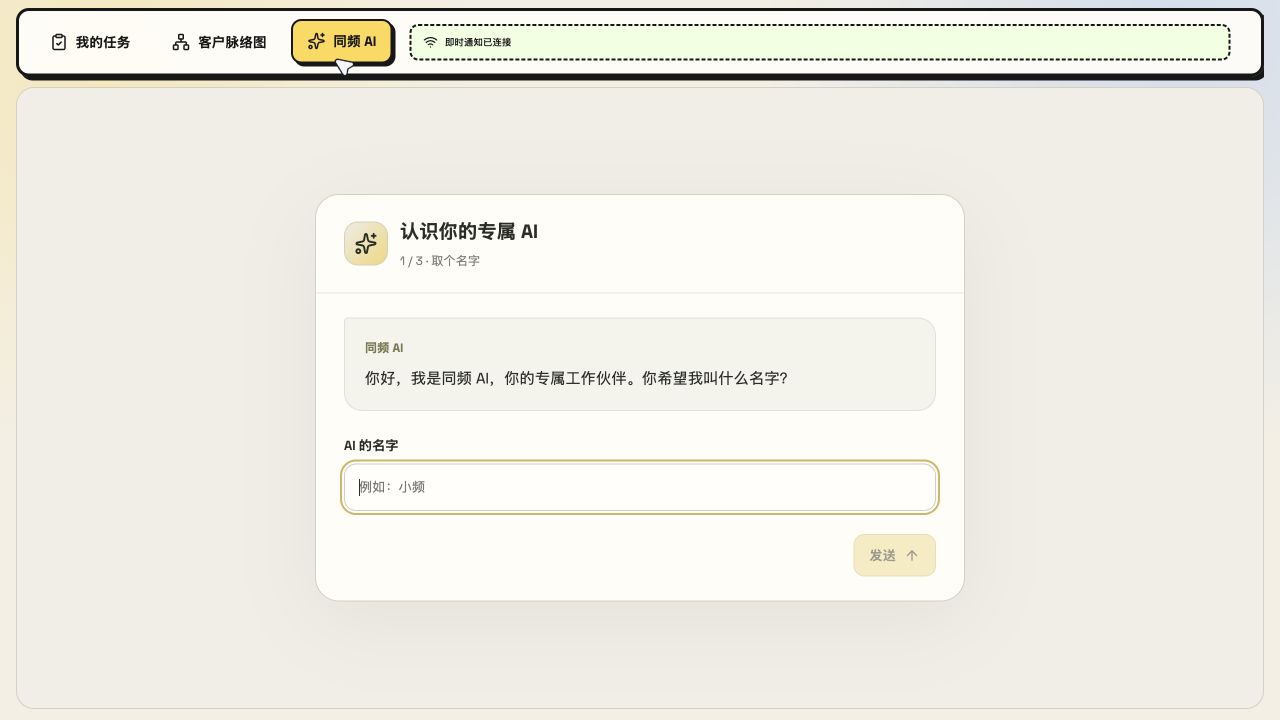 我的任务
客户脉络图
同频 AI
即时通知已连接
认识你的专属 AI
1 / 3 · 取个名字
同频 AI
你好，我是同频 AI，你的专属工作伙伴。你希望我叫什么名字？
AI 的名字
例如：小频
发送